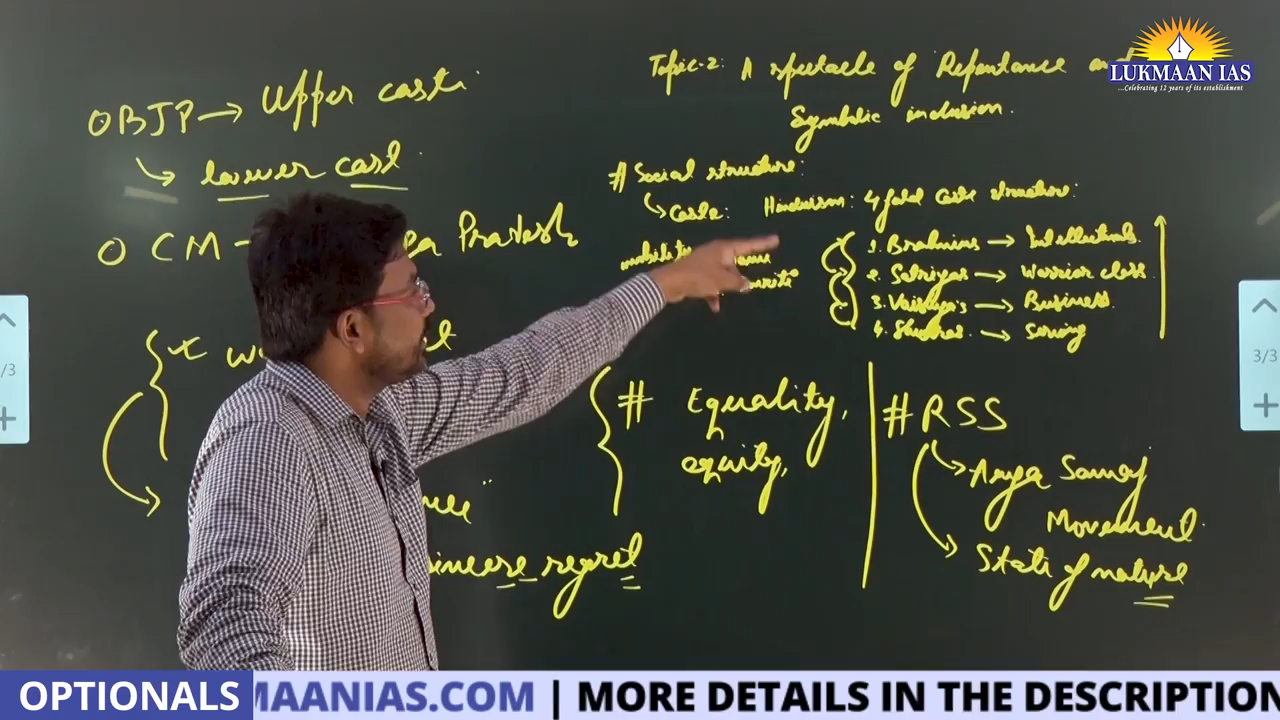 Topic-2: A spectacle of Repentance and
Symbolic inclusion.
LUKMAAN IAS
...Celebrating 12 years of its establishment
O BJP → Upper caste
↳ lower cast
O CM - Pradesh
sincere regret
# Social structure:
↳ Caste: Hinduism: 4 fold caste structure:
1. Brahmins → Intellectuals.
2. → Warrior class.
3. Vaishya's → Business.
4. Shudras → Serving
# Equality,
equity,
# RSS
Arya Samaj
Movement.
State of nature
3/3
3/3
OPTIONALS
MAANIAS.COM | MORE DETAILS IN THE DESCRIPTION